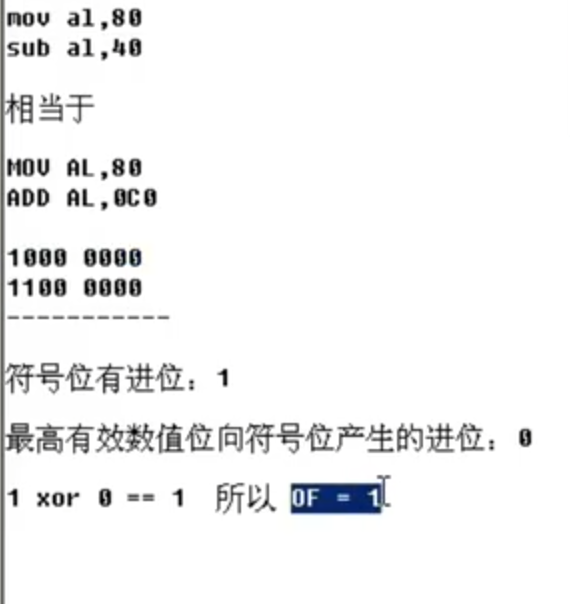 mov al,80
sub al,40
相当于
MOV AL,80
ADD AL,0C0
1000 0000
1100 0000
-----------
符号位有进位：1
最高有效数值位向符号位产生的进位：0
1 xor 0 == 1 所以 OF = 1